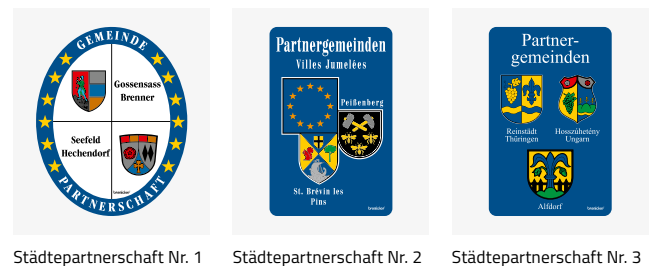 GEMEINDE
Gossensass
Brenner
Seefeld
Hechendorf
PARTNERSCHAFT
Städtepartnerschaft Nr. 1
Partnergemeinden
Villes Jumelées
Peißenberg
St. Brévin les
Pins
Städtepartnerschaft Nr. 2
Partner-
gemeinden
Reinstädt
Thüringen
Hosszúhetény
Ungarn
Alfdorf
Städtepartnerschaft Nr. 3